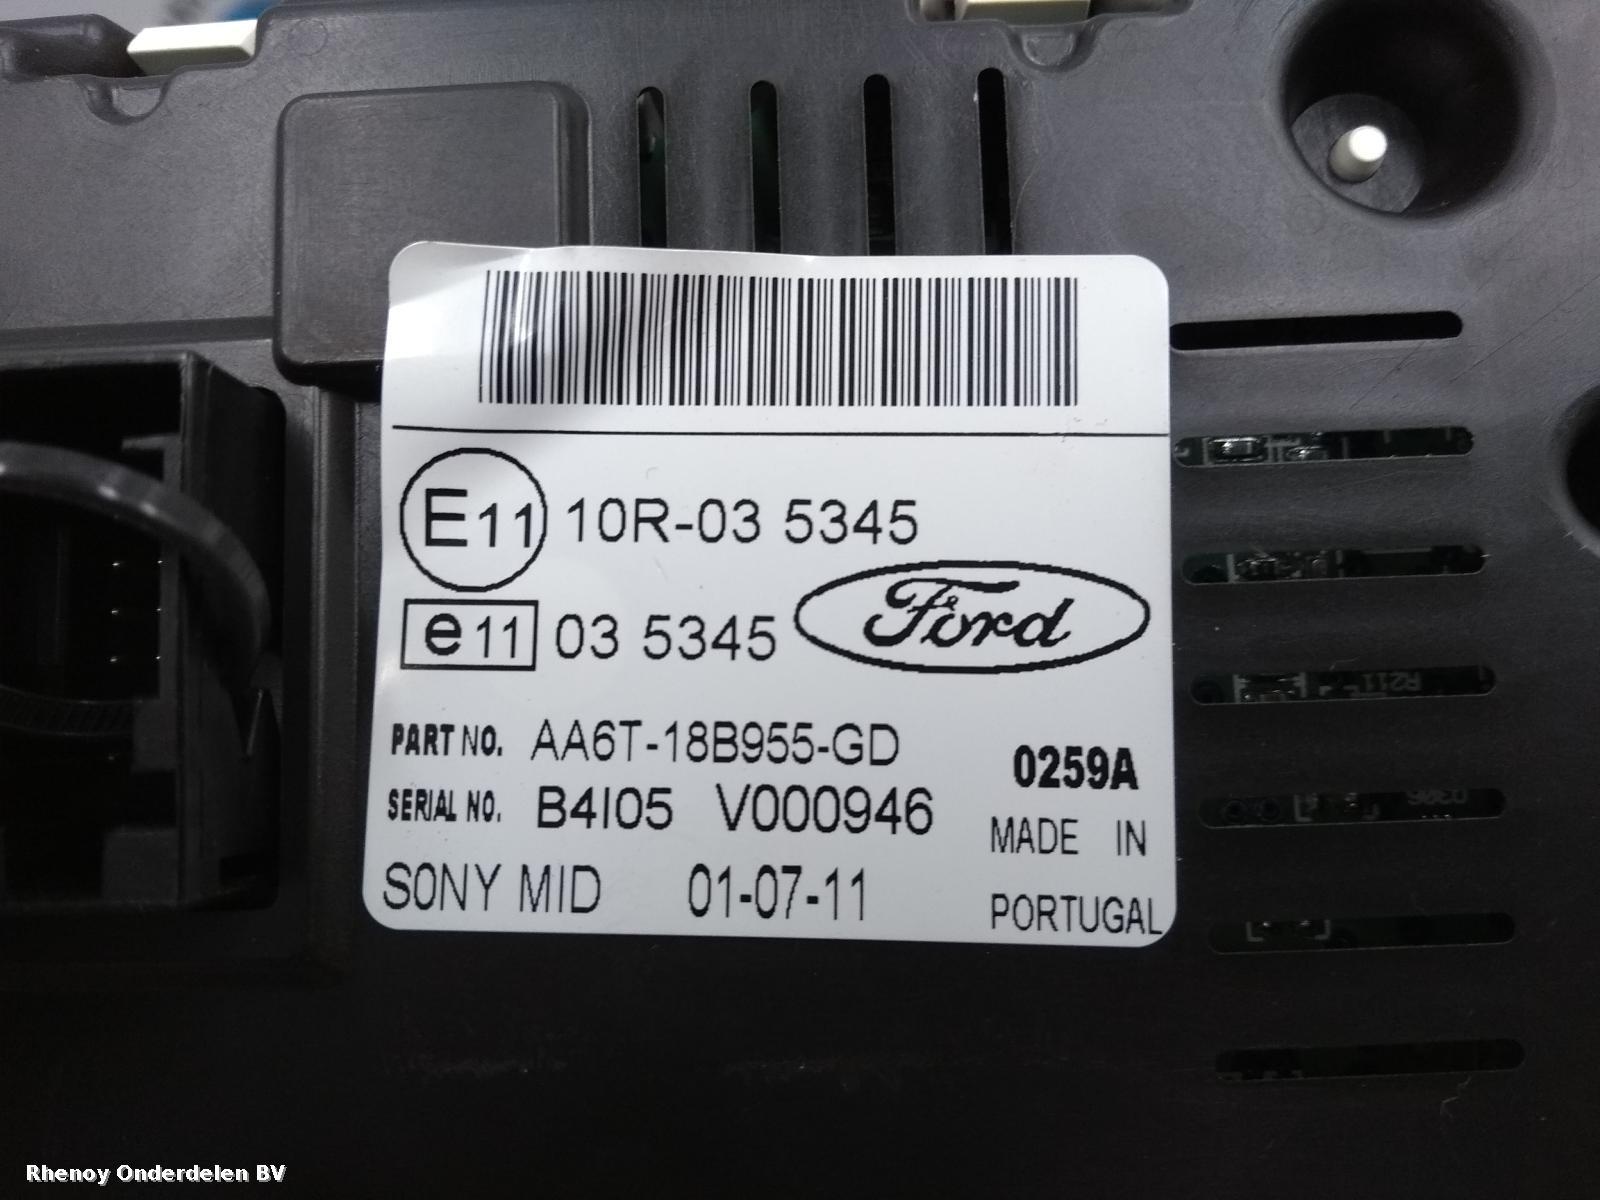 E11 10R-03 5345
e11 03 5345
Ford
PART NO. AA6T-18B955-GD
0259A
SERIAL NO. B4I05 V000946
MADE IN
SONY MID 01-07-11
PORTUGAL
R211
Rhenoy Onderdelen BV